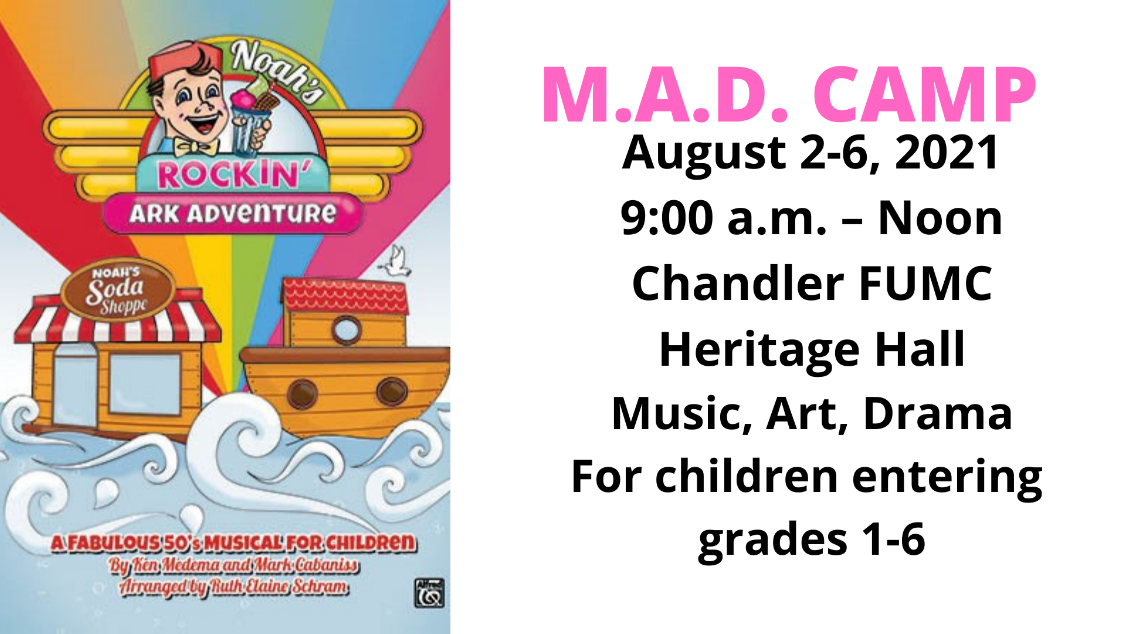 Noah's
ROCKIN'
ARK ADVENTURE
NOAH'S
Soda
Shoppe
A FABULOUS 50's MUSICAL FOR CHILDREN
By Ken Medema and Mark Cabaniss
Arranged by Ruth Elaine Schram
M.A.D. CAMP
August 2-6, 2021
9:00 a.m. – Noon
Chandler FUMC
Heritage Hall
Music, Art, Drama
For children entering
grades 1-6